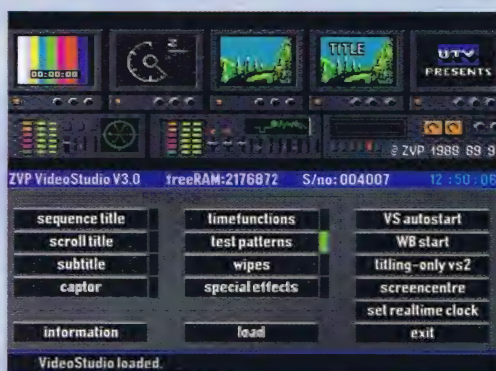 00:00:00
TITLE
UTV
PRESENTS
ZVP 1988 89 9
ZVP VideoStudio V3.0 freeRAM:2176872 S/no:004007 12:50:06
sequence title timefunctions VS autostart
scroll title test patterns WB start
subtitle wipes titling-only vs2
captor special effects screencentre
set realtime clock
information load exit
VideoStudio loaded.